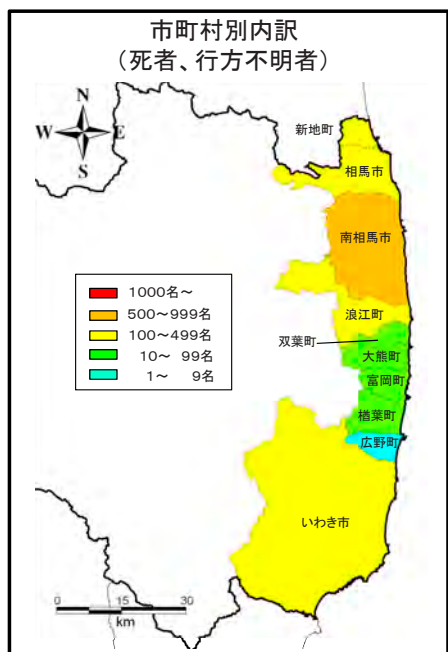 市町村別内訳
（死者、行方不明者）
N
W E
S
新地町
相馬市
南相馬市
1000名～
500～999名
100～499名
10～ 99名
1～ 9名
浪江町
双葉町
大熊町
富岡町
楢葉町
広野町
いわき市
0 15 30
km